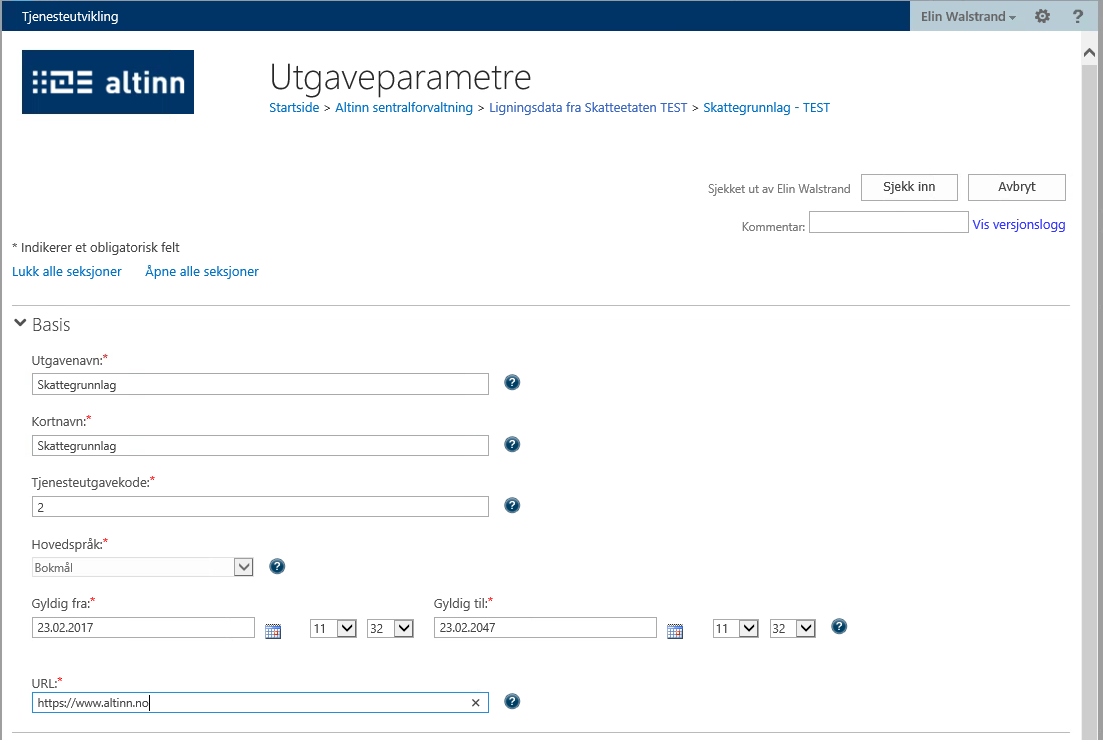 Tjenesteutvikling
Elin Walstrand
?
altinn
Utgaveparametre
Startside > Altinn sentralforvaltning > Ligningsdata fra Skatteetaten TEST > Skattegrunnlag - TEST
Sjekket ut av Elin Walstrand
Sjekk inn
Avbryt
Kommentar:
Vis versjonslogg
* Indikerer et obligatorisk felt
Lukk alle seksjoner
Åpne alle seksjoner
Basis
Utgavenavn:*
Skattegrunnlag
?
Kortnavn:*
Skattegrunnlag
?
Tjenesteutgavekode:*
2
?
Hovedspråk:*
Bokmål
?
Gyldig fra:*
Gyldig til:*
23.02.2017
11
32
23.02.2047
11
32
?
URL:*
https://www.altinn.no
×
?